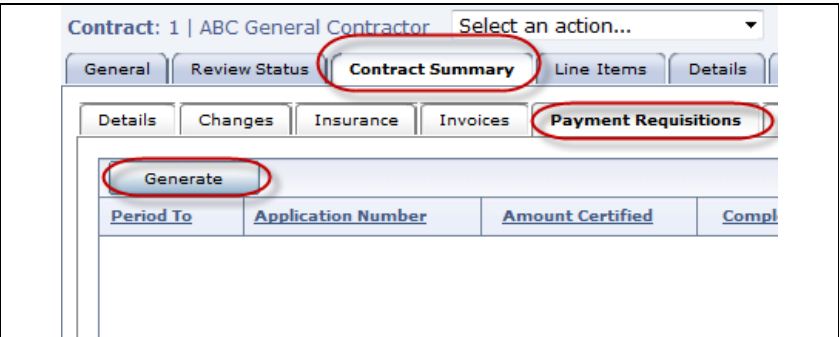 Contract: 1 | ABC General Contractor Select an action...
General Review Status Contract Summary Line Items Details
Details Changes Insurance Invoices Payment Requisitions
Generate
Period To Application Number Amount Certified Compl